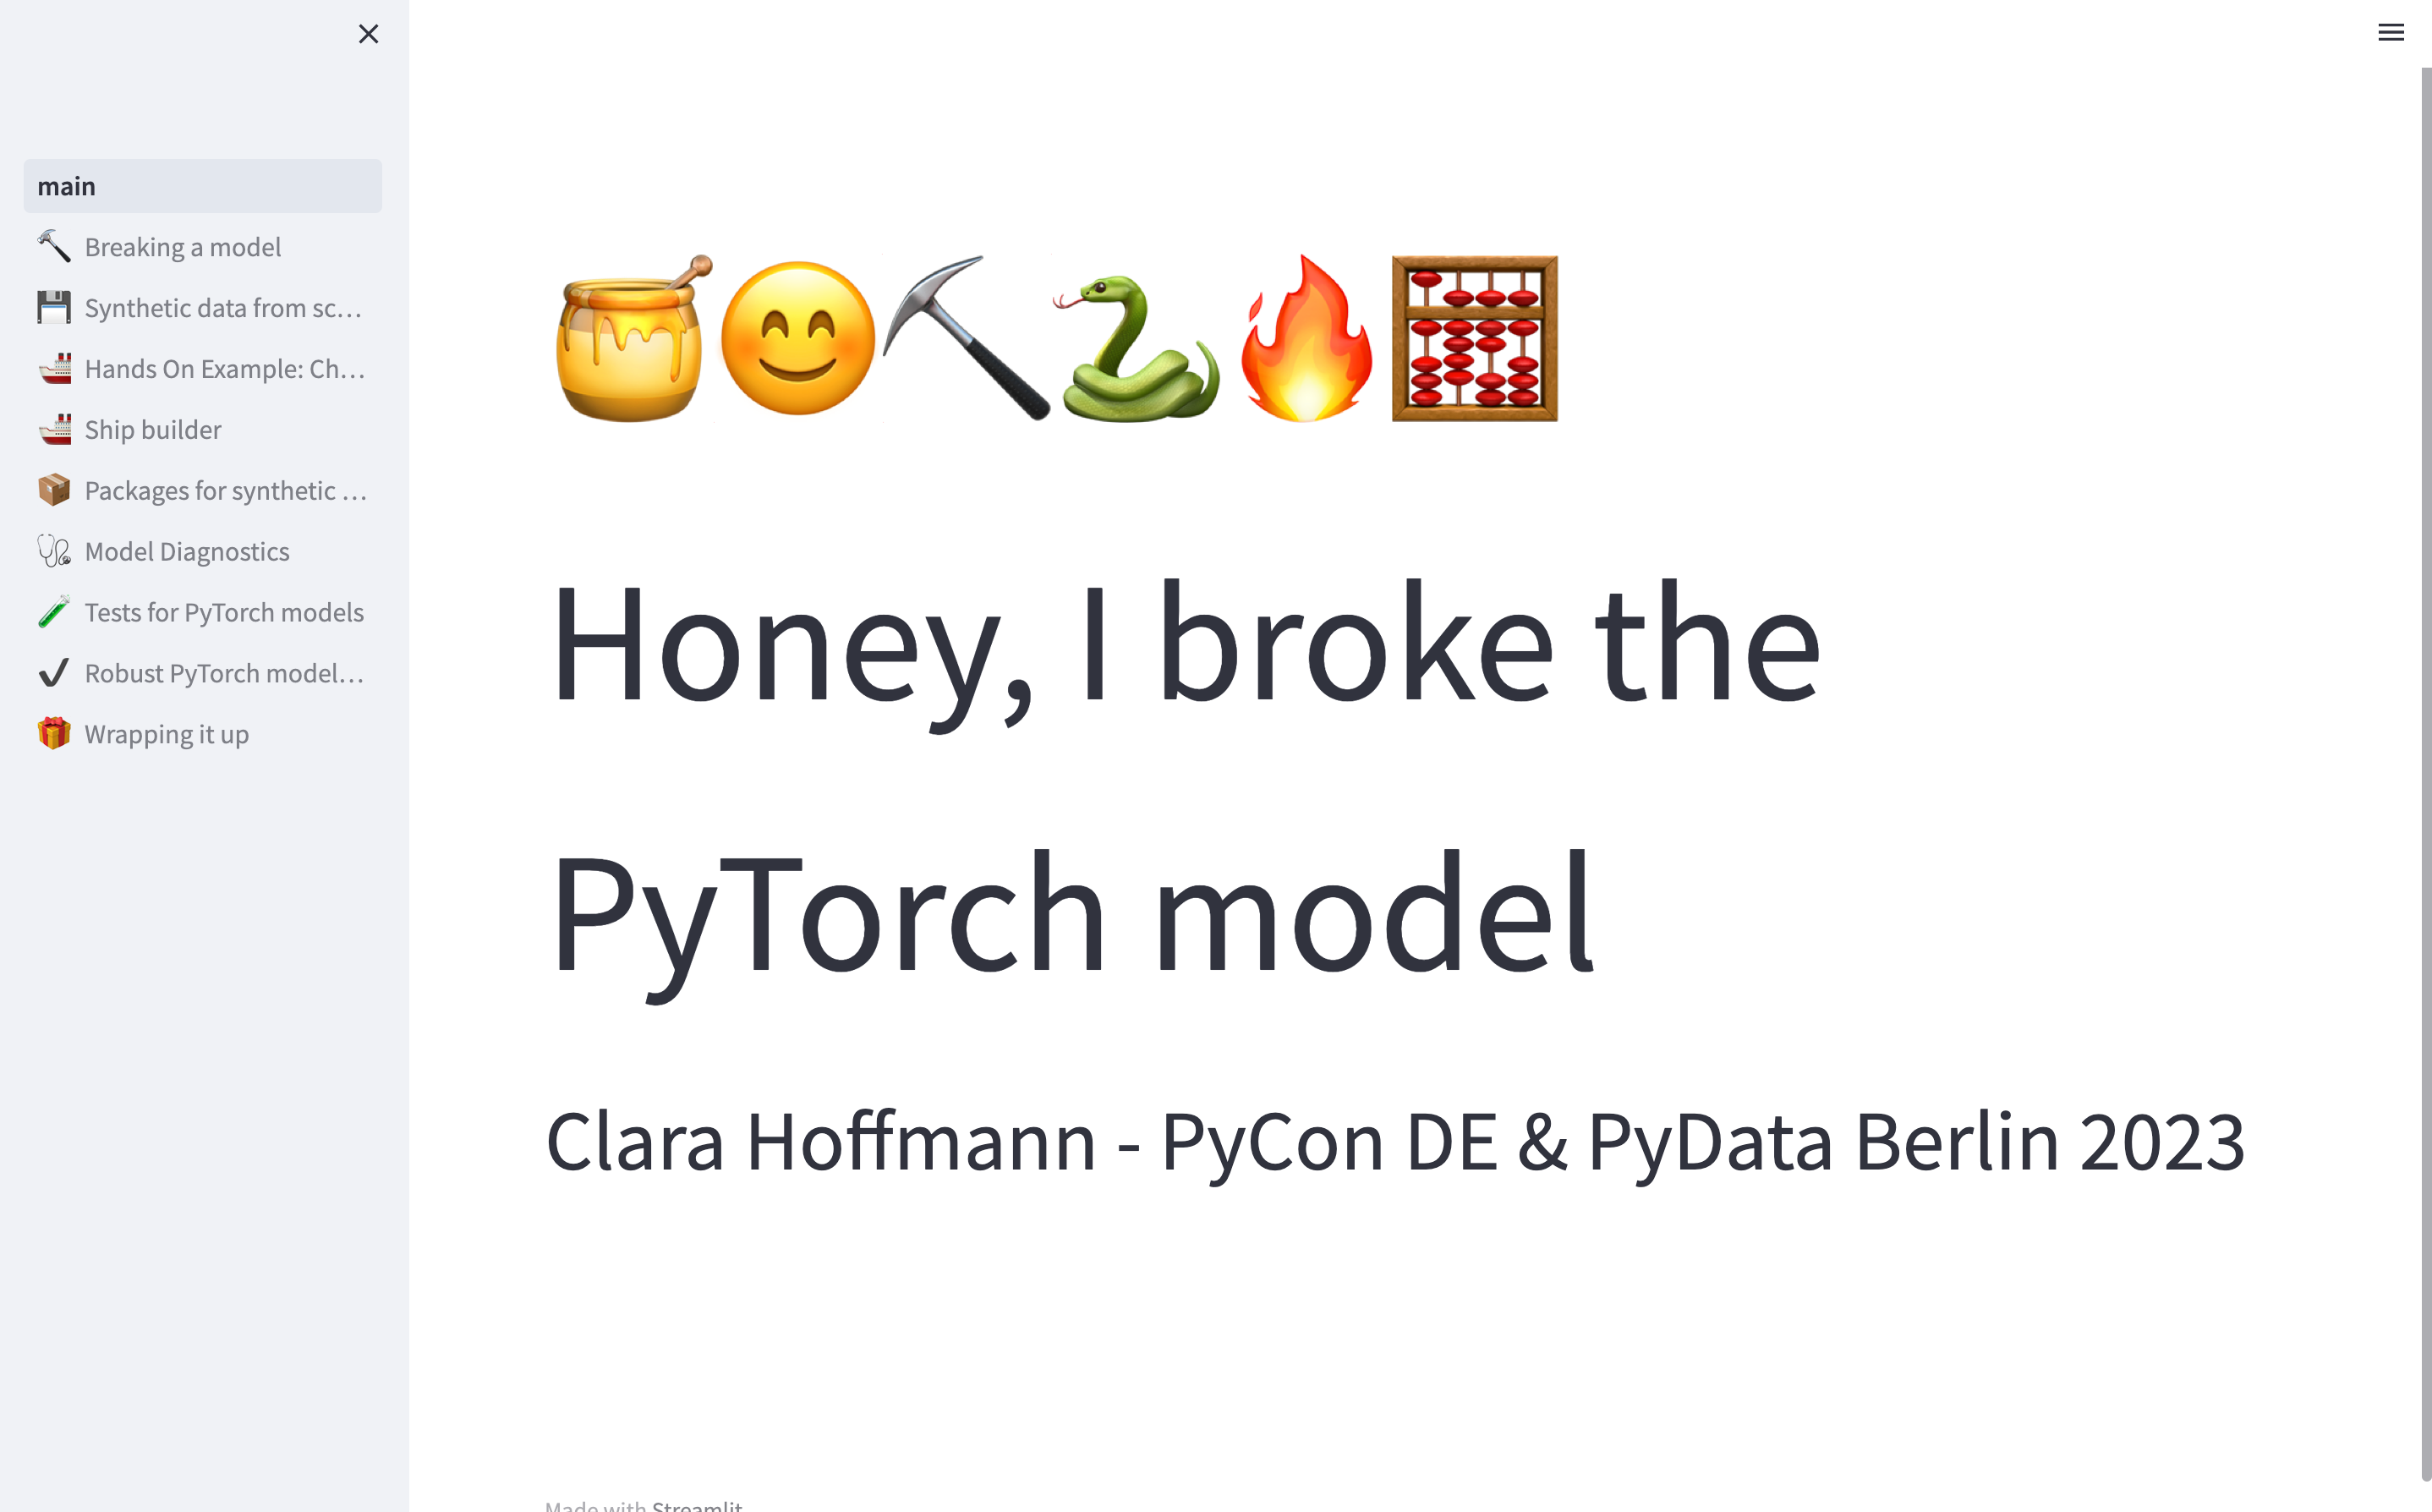 main
Breaking a model
Synthetic data from sc…
Hands On Example: Ch…
Ship builder
Packages for synthetic …
Model Diagnostics
Tests for PyTorch models
Robust PyTorch model…
Wrapping it up
Honey, I broke the
PyTorch model
Clara Hoffmann - PyCon DE & PyData Berlin 2023
Made with Streamlit